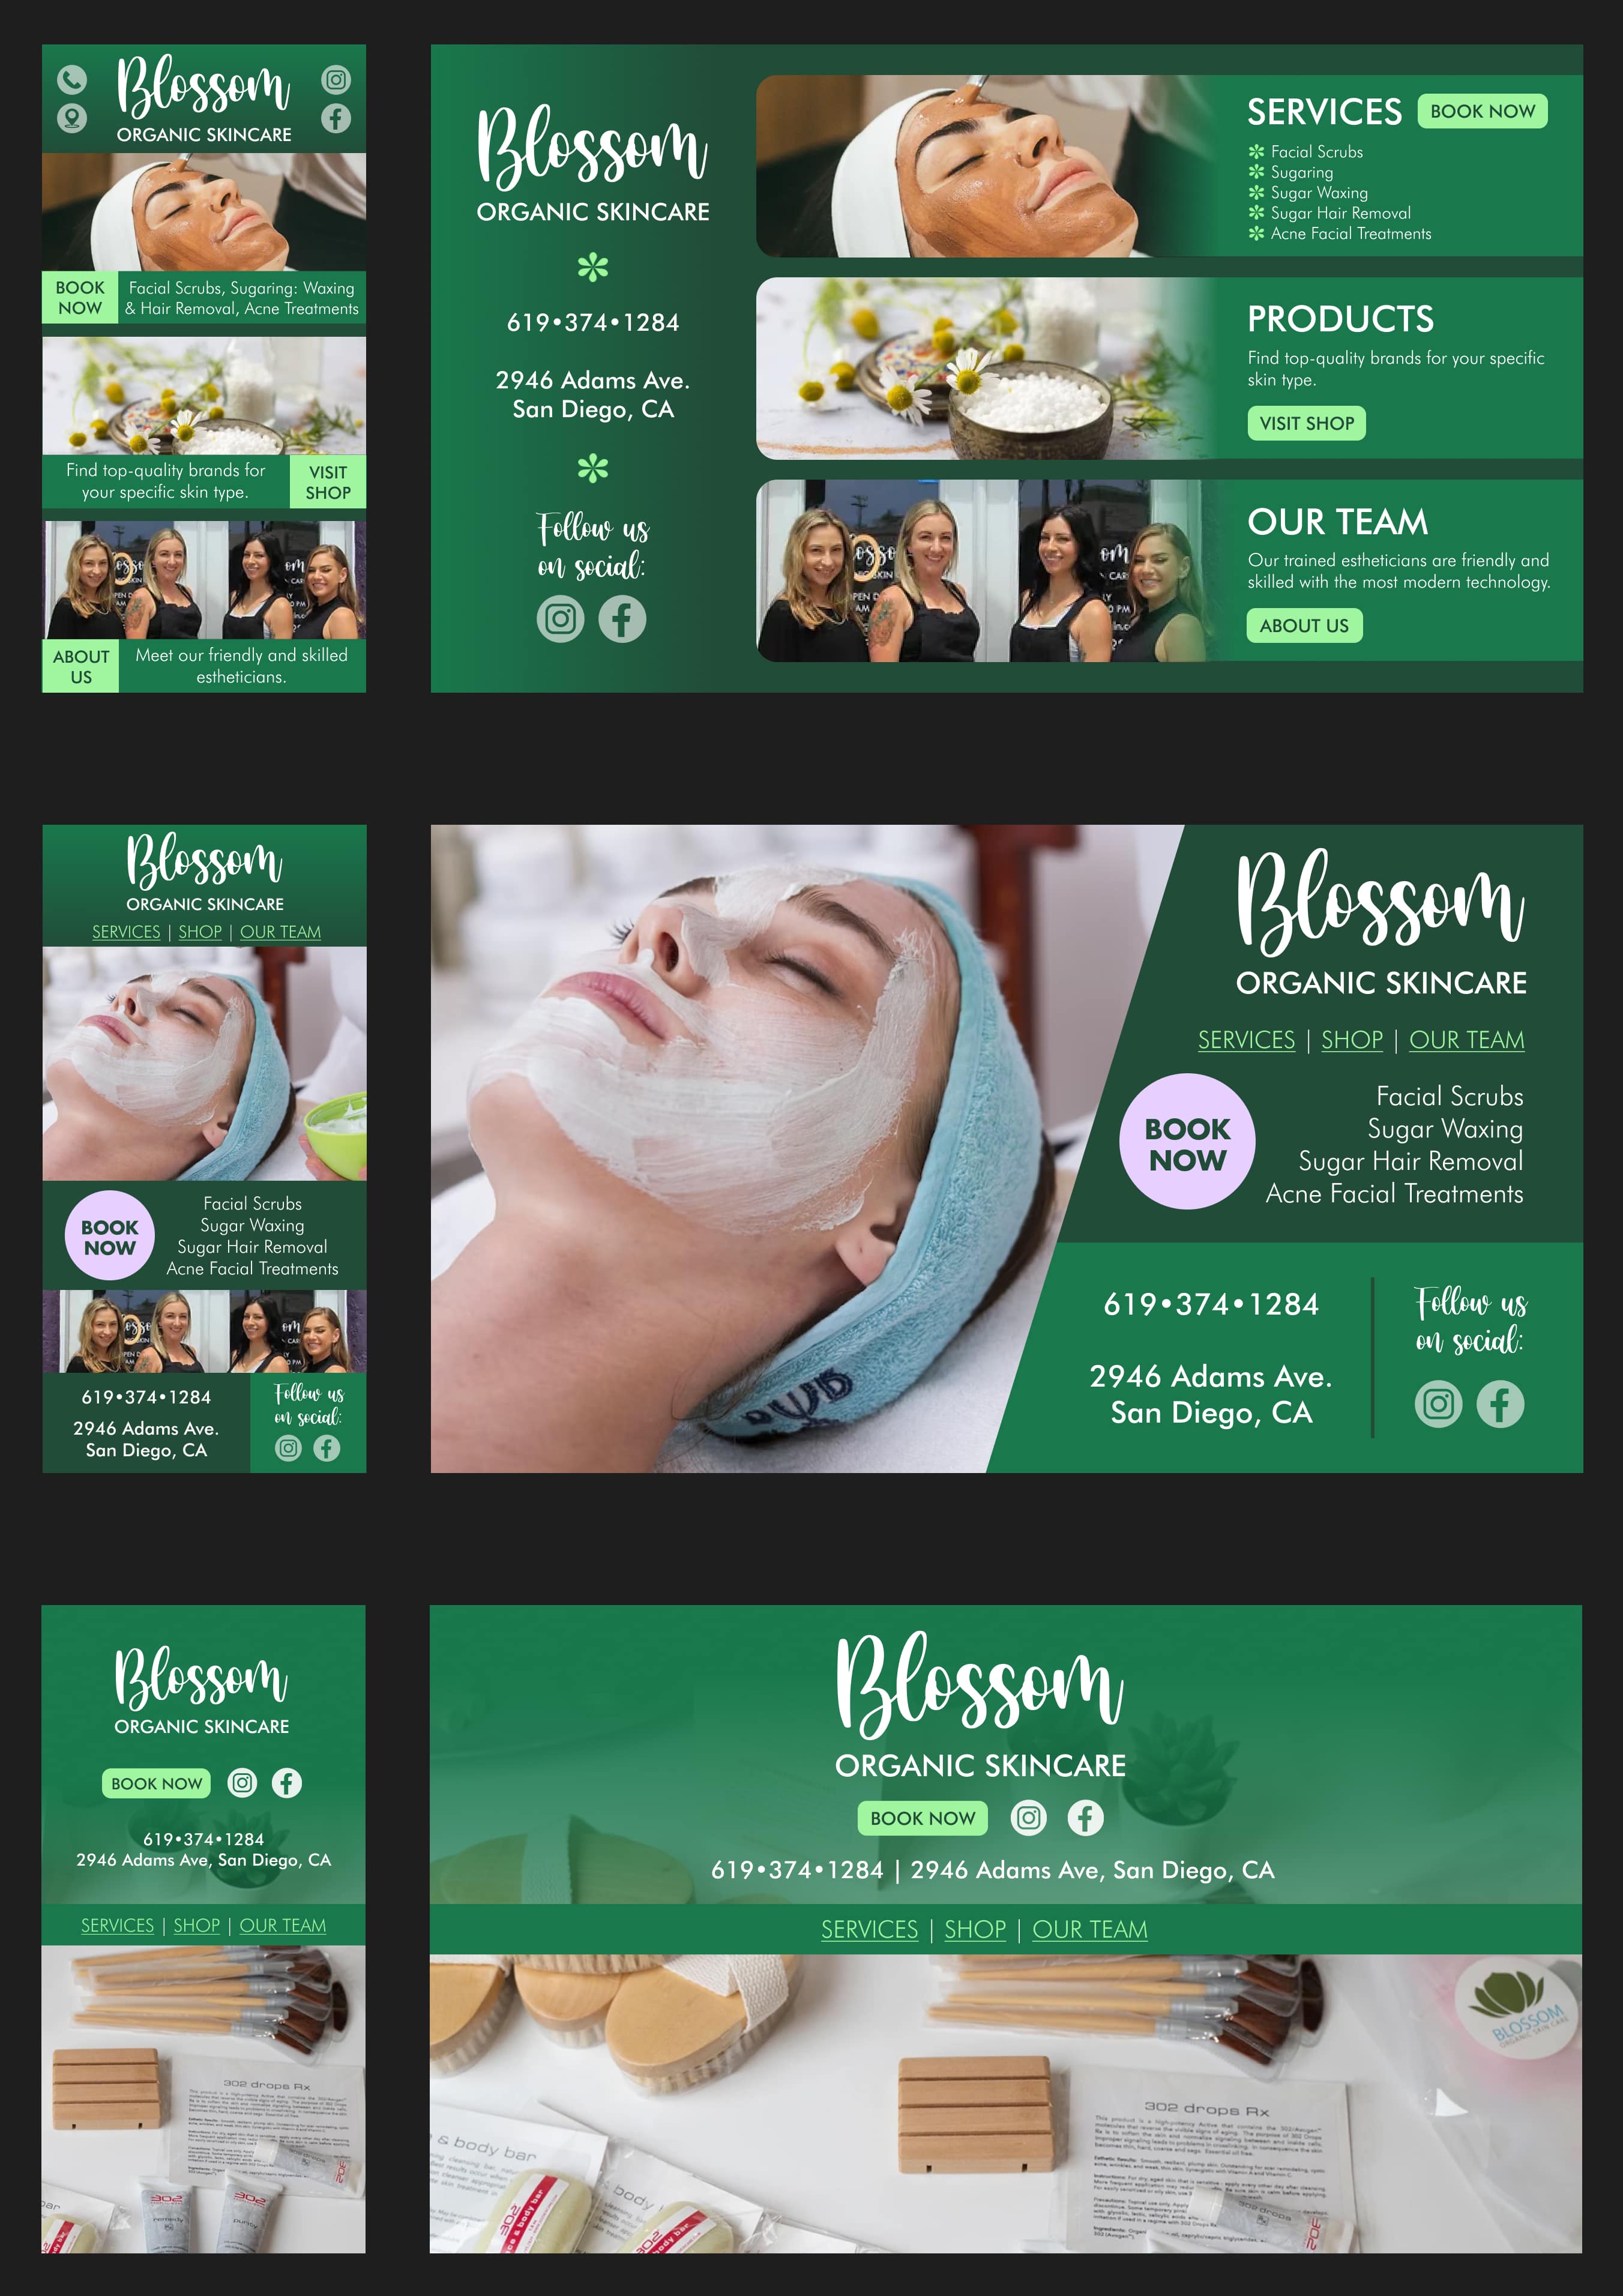 Blossom
ORGANIC SKINCARE
BOOK
NOW
Facial Scrubs, Sugaring: Waxing
& Hair Removal, Acne Treatments
Find top-quality brands for
your specific skin type.
VISIT
SHOP
ABOUT
US
Meet our friendly and skilled
estheticians.
Blossom
ORGANIC SKINCARE
619•374•1284
2946 Adams Ave.
San Diego, CA
Follow us
on social:
SERVICES
BOOK NOW
Facial Scrubs
Sugaring
Sugar Waxing
Sugar Hair Removal
Acne Facial Treatments
PRODUCTS
Find top-quality brands for your specific
skin type.
VISIT SHOP
OUR TEAM
Our trained estheticians are friendly and
skilled with the most modern technology.
ABOUT US
Blossom
ORGANIC SKINCARE
SERVICES | SHOP | OUR TEAM
BOOK
NOW
Facial Scrubs
Sugar Waxing
Sugar Hair Removal
Acne Facial Treatments
619•374•1284
2946 Adams Ave.
San Diego, CA
Follow us
on social:
Blossom
ORGANIC SKINCARE
SERVICES | SHOP | OUR TEAM
BOOK
NOW
Facial Scrubs
Sugar Waxing
Sugar Hair Removal
Acne Facial Treatments
619•374•1284
2946 Adams Ave.
San Diego, CA
Follow us
on social:
Blossom
ORGANIC SKINCARE
BOOK NOW
619•374•1284
2946 Adams Ave, San Diego, CA
SERVICES | SHOP | OUR TEAM
302 drops Rx
302
remedy
302
purity
Blossom
ORGANIC SKINCARE
BOOK NOW
619•374•1284 | 2946 Adams Ave, San Diego, CA
SERVICES | SHOP | OUR TEAM
BLOSSOM
ORGANIC SKIN CARE
302 drops Rx
& body bar